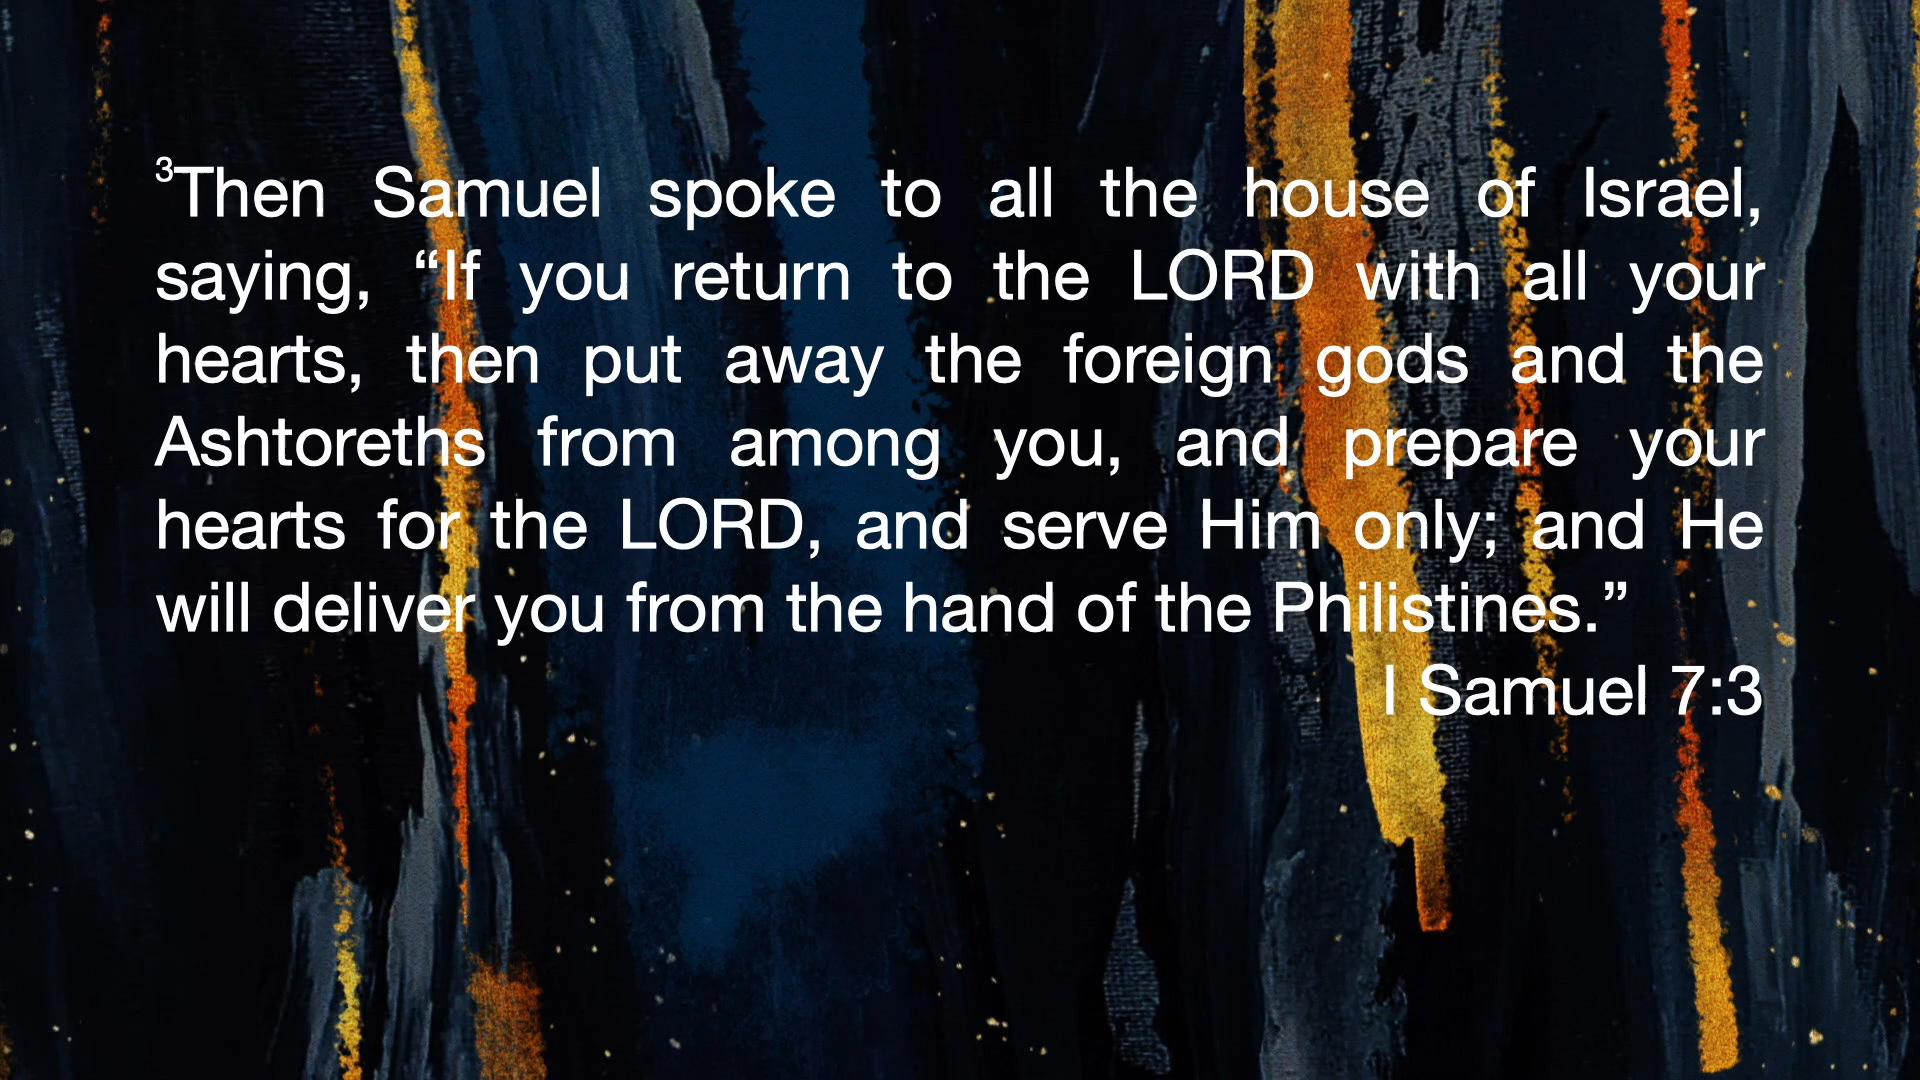 ³Then Samuel spoke to all the house of Israel,
saying, “If you return to the LORD with all your
hearts, then put away the foreign gods and the
Ashtoreths from among you, and prepare your
hearts for the LORD, and serve Him only; and He
will deliver you from the hand of the Philistines.”
I Samuel 7:3